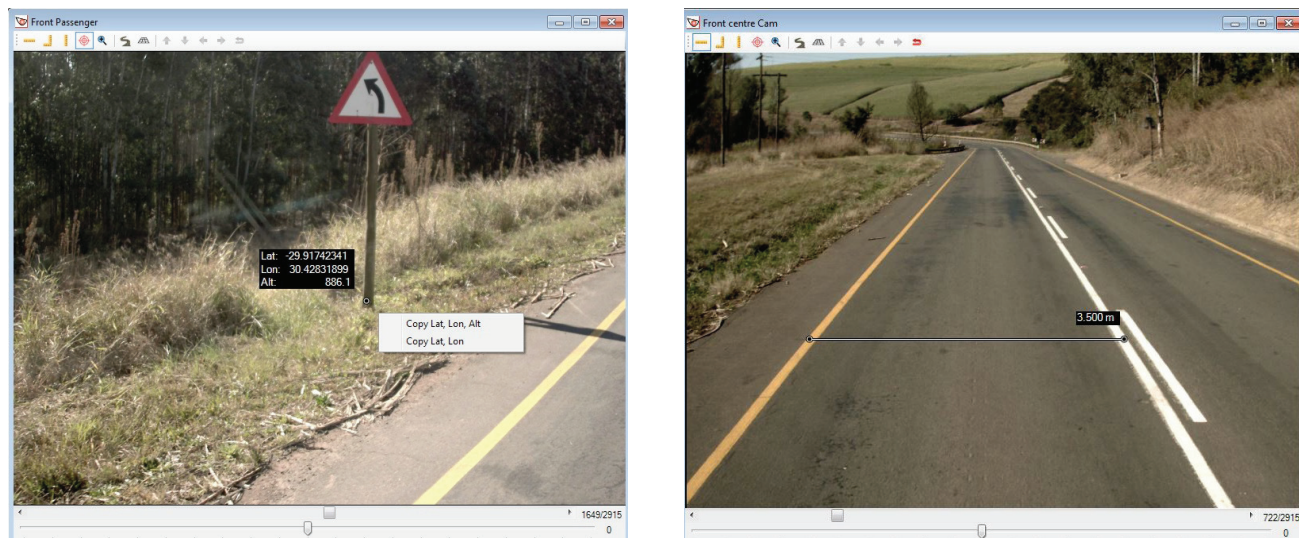 Front Passenger
Lat: -29.91742341
Lon: 30.42831899
Alt: 886.1
Copy Lat, Lon, Alt
Copy Lat, Lon
1649/2915
0
Front centre Cam
3.500 m
722/2915
0